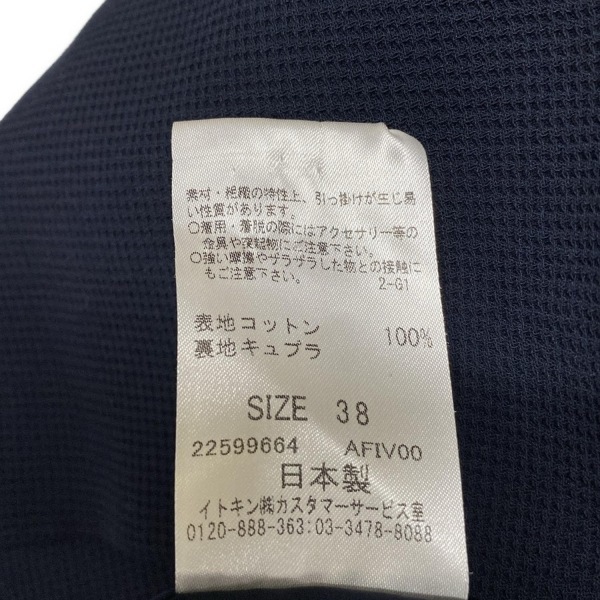 素材・組織の特性上、引っ掛けが生じ易
い性質があります。
○着用・着脱の際にはアクセサリー等の
金具や突起物にご注意下さい。
○強い摩擦やザラザラした物との接触に
もご注意下さい。
2-G1
表地コットン 100%
裏地キュプラ
SIZE 38
22599664 AFIV00
日本製
イトキン㈱カスタマーサービス室
0120-888-363:03-3478-8088